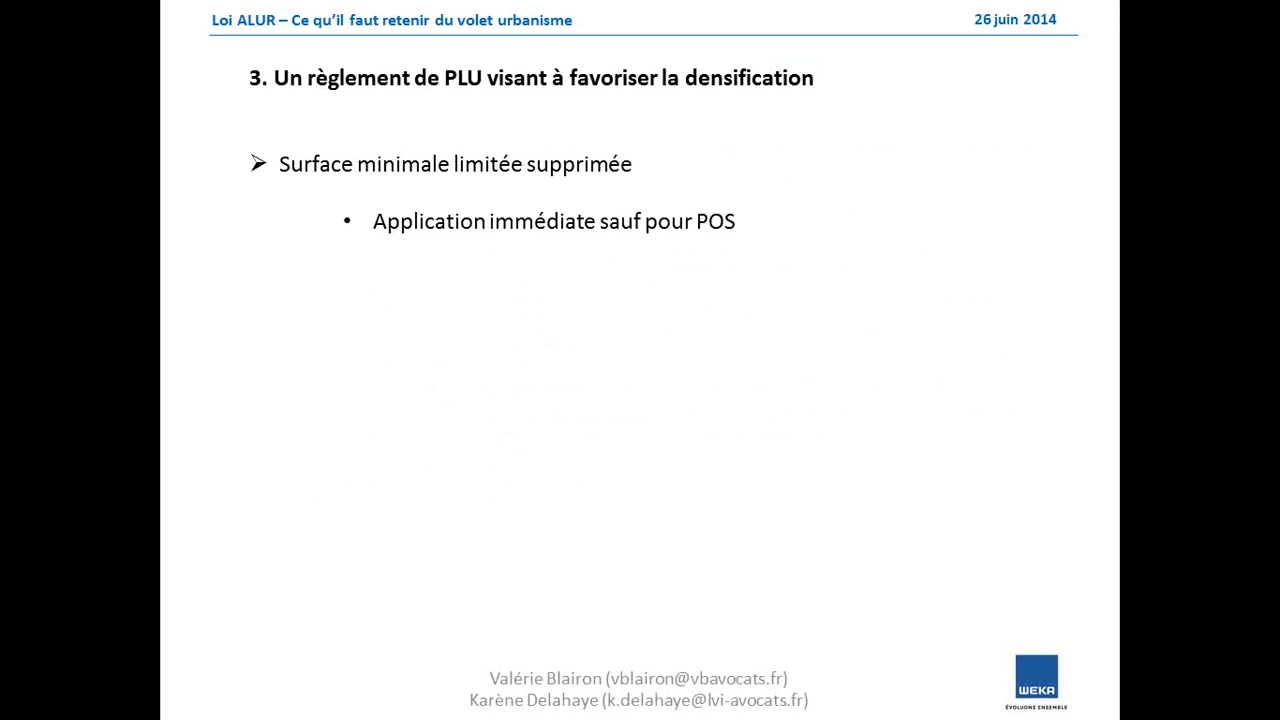 Loi ALUR – Ce qu’il faut retenir du volet urbanisme
26 juin 2014
3. Un règlement de PLU visant à favoriser la densification
➢ Surface minimale limitée supprimée
• Application immédiate sauf pour POS
Valérie Blairon (vblairon@vbavocats.fr)
Karène Delahaye (k.delahaye@lvi-avocats.fr)
WEKA
ÉVOLUONS ENSEMBLE